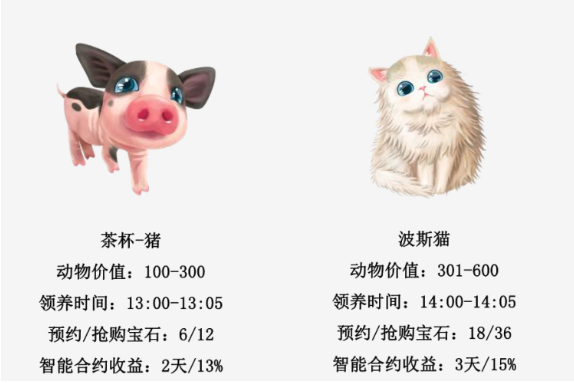 茶杯-猪
动物价值：100-300
领养时间：13:00-13:05
预约/抢购宝石：6/12
智能合约收益：2天/13%
波斯猫
动物价值：301-600
领养时间：14:00-14:05
预约/抢购宝石：18/36
智能合约收益：3天/15%